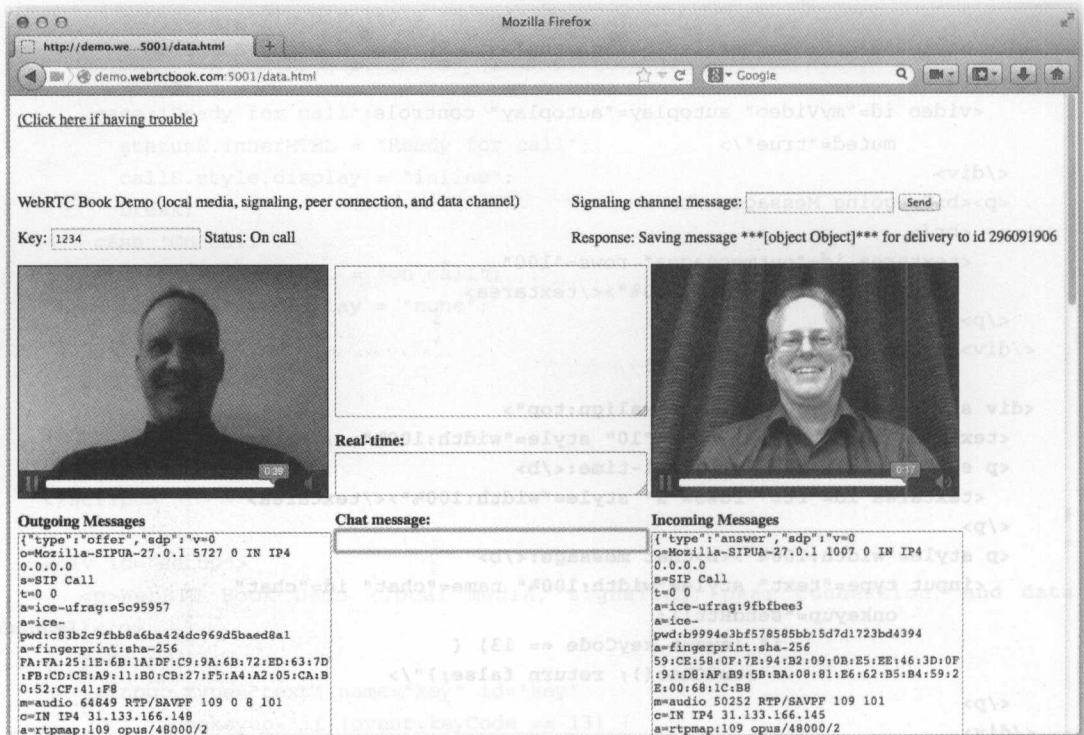 Mozilla Firefox
http://demo.we...5001/data.html
demo.webrtcbook.com:5001/data.html
Google
(Click here if having trouble)
WebRTC Book Demo (local media, signaling, peer connection, and data channel)
Signaling channel message: Send
Key: 1234 Status: On call
Response: Saving message ***[object Object]*** for delivery to id 296091906
Real-time:
0:39
0:17
Outgoing Messages
{"type":"offer","sdp":"v=0
o=Mozilla-SIPUA-27.0.1 5727 0 IN IP4
0.0.0.0
s=SIP Call
t=0 0
a=ice-ufrag:e5c95957
a=ice-
pwd:c83b2c9fbb8a6ba424dc969d5baed8a1
a=fingerprint:sha-256
FA:FA:25:1E:6B:1A:DF:C9:9A:6B:72:ED:63:7D
:FB:CD:CE:A9:11:B0:CB:27:F5:A4:A2:05:CA:B
0:52:CF:41:F8
m=audio 64849 RTP/SAVPF 109 0 8 101
c=IN IP4 31.133.166.148
a=rtpmap:109 opus/48000/2
Chat message:
Incoming Messages
{"type":"answer","sdp":"v=0
o=Mozilla-SIPUA-27.0.1 1007 0 IN IP4
0.0.0.0
s=SIP Call
t=0 0
a=ice-ufrag:9fbfbee3
a=ice-
pwd:b9994e3bf578585bb15d7d1723bd4394
a=fingerprint:sha-256
59:CE:58:0F:7E:94:B2:09:0B:E5:EE:46:3D:0F
:91:D8:AF:B9:5B:BA:08:81:E6:62:B5:B4:59:2
E:00:68:1C:B8
m=audio 50252 RTP/SAVPF 109 101
c=IN IP4 31.133.166.145
a=rtpmap:109 opus/48000/2